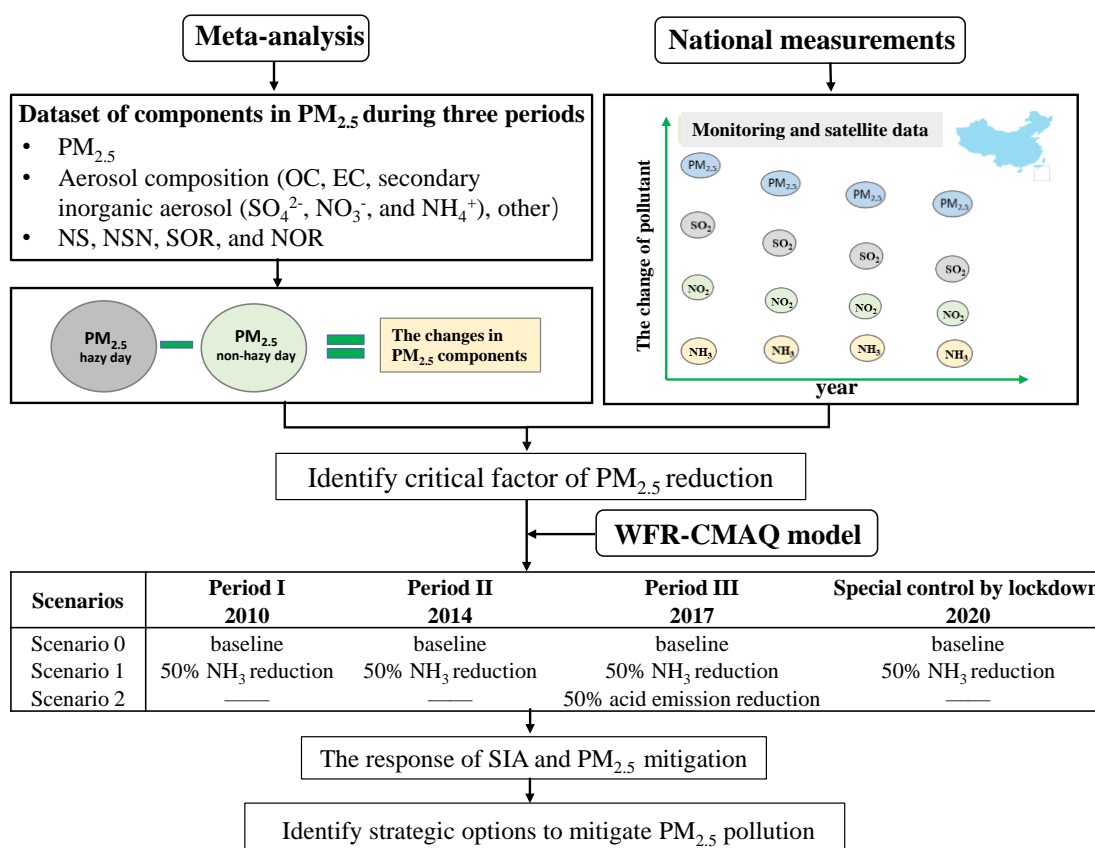 Meta-analysis
National measurements
Dataset of components in PM2.5 during three periods
• PM2.5
• Aerosol composition (OC, EC, secondary
inorganic aerosol (SO4²⁻, NO3⁻, and NH4⁺), other)
• NS, NSN, SOR, and NOR
PM2.5
hazy day
PM2.5
non-hazy day
The changes in
PM2.5 components
Monitoring and satellite data
The change of pollutant
PM2.5 PM2.5 PM2.5 PM2.5
SO2 SO2 SO2 SO2
NO2 NO2 NO2 NO2
NH3 NH3 NH3 NH3
year
Identify critical factor of PM2.5 reduction
WFR-CMAQ model
Scenarios Period I Period II Period III Special control by lockdown
2010 2014 2017 2020
Scenario 0 baseline baseline baseline baseline
Scenario 1 50% NH3 reduction 50% NH3 reduction 50% NH3 reduction 50% NH3 reduction
Scenario 2 —— —— 50% acid emission reduction ——
The response of SIA and PM2.5 mitigation
Identify strategic options to mitigate PM2.5 pollution